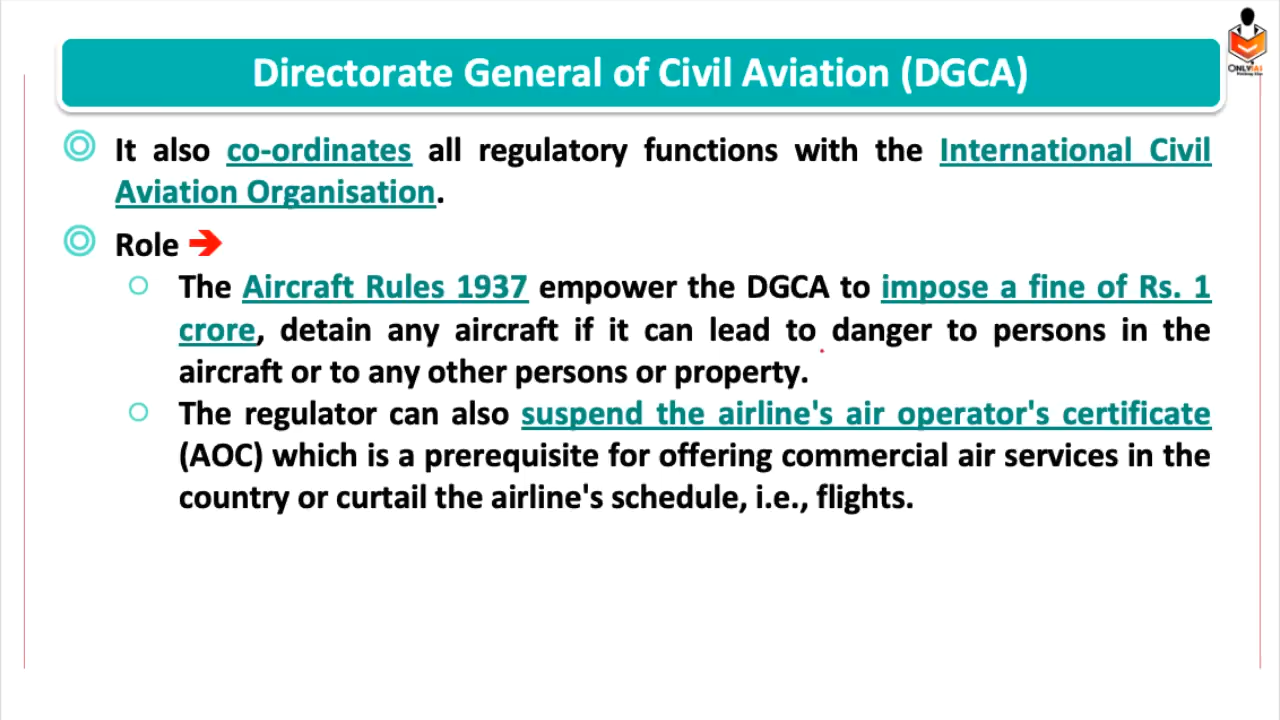 Directorate General of Civil Aviation (DGCA)
ONLYIAS
It also co-ordinates all regulatory functions with the International Civil
Aviation Organisation.
Role
The Aircraft Rules 1937 empower the DGCA to impose a fine of Rs. 1
crore, detain any aircraft if it can lead to danger to persons in the
aircraft or to any other persons or property.
The regulator can also suspend the airline's air operator's certificate
(AOC) which is a prerequisite for offering commercial air services in the
country or curtail the airline's schedule, i.e., flights.